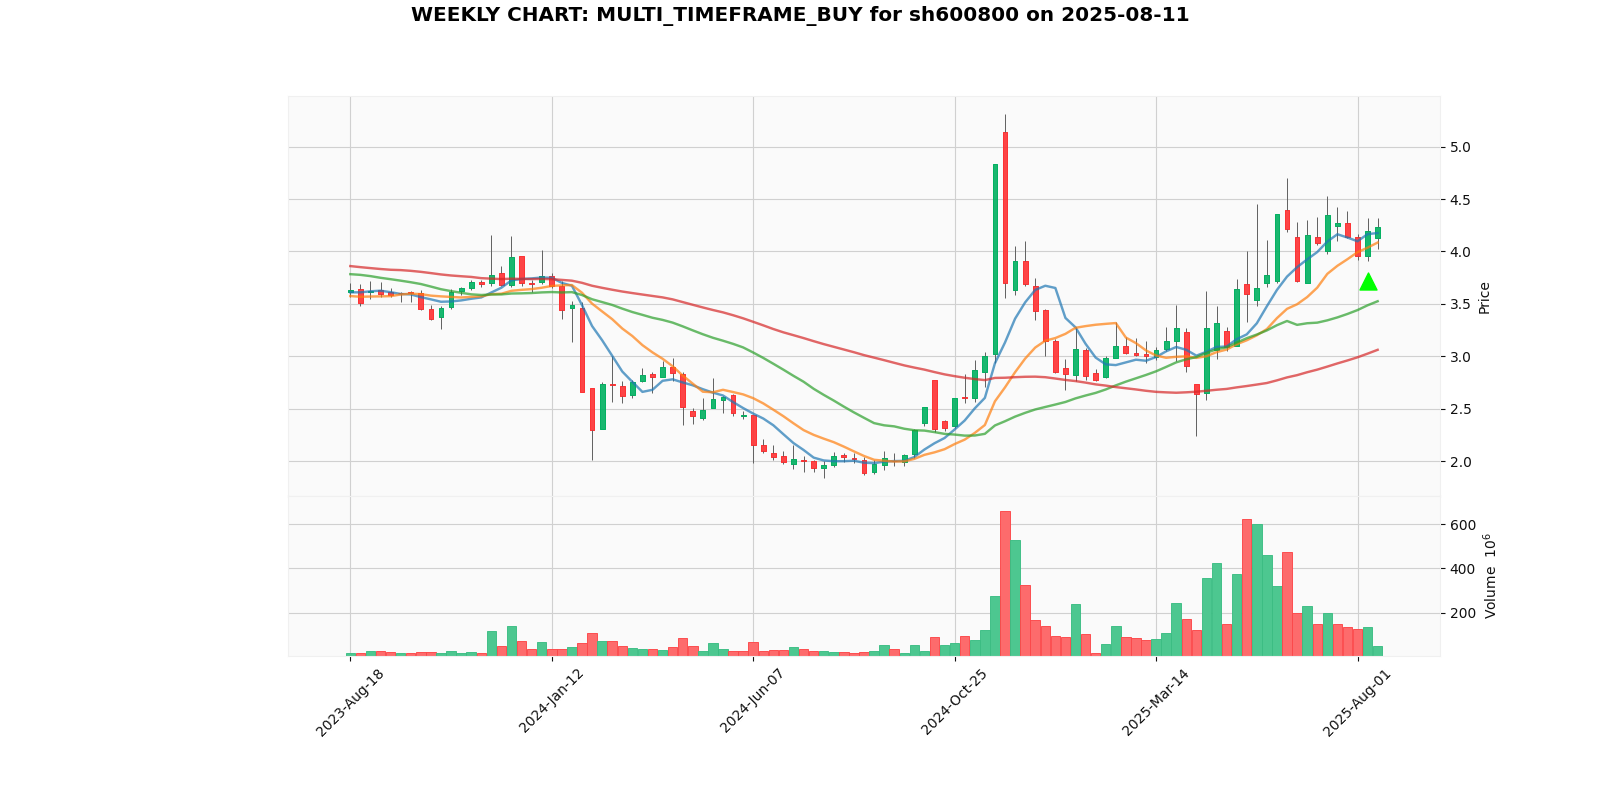 WEEKLY CHART: MULTI_TIMEFRAME_BUY for sh600800 on 2025-08-11
5.0
4.5
4.0
3.5
3.0
2.5
2.0
Price
600
400
200
Volume 10^6
2023-Aug-18
2024-Jan-12
2024-Jun-07
2024-Oct-25
2025-Mar-14
2025-Aug-01